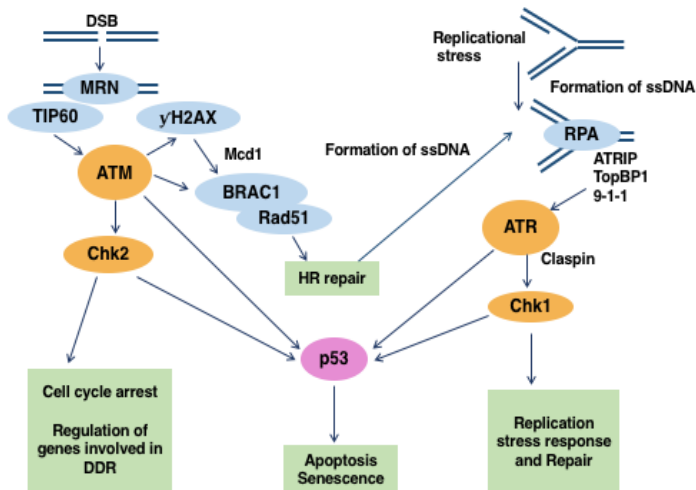 DSB
MRN
TIP60
ƴH2AX
Mcd1
ATM
BRAC1
Rad51
Chk2
HR repair
Formation of ssDNA
Replicational
stress
Formation of ssDNA
RPA
ATRIP
TopBP1
9-1-1
ATR
Claspin
Chk1
p53
Cell cycle arrest
Regulation of
genes involved in
DDR
Apoptosis
Senescence
Replication
stress response
and Repair